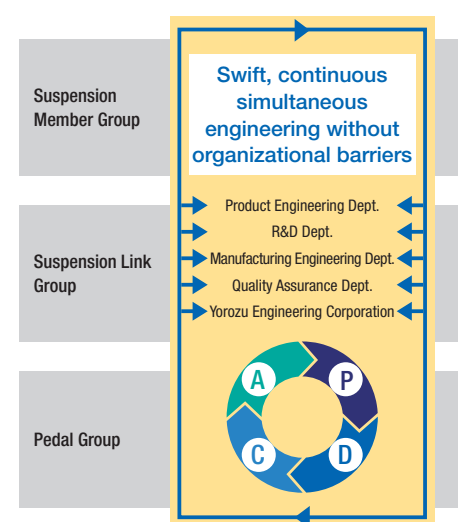 Suspension
Member Group
Swift, continuous
simultaneous
engineering without
organizational barriers
Product Engineering Dept.
R&D Dept.
Manufacturing Engineering Dept.
Quality Assurance Dept.
Yorozu Engineering Corporation
Suspension Link
Group
A
P
C
D
Pedal Group